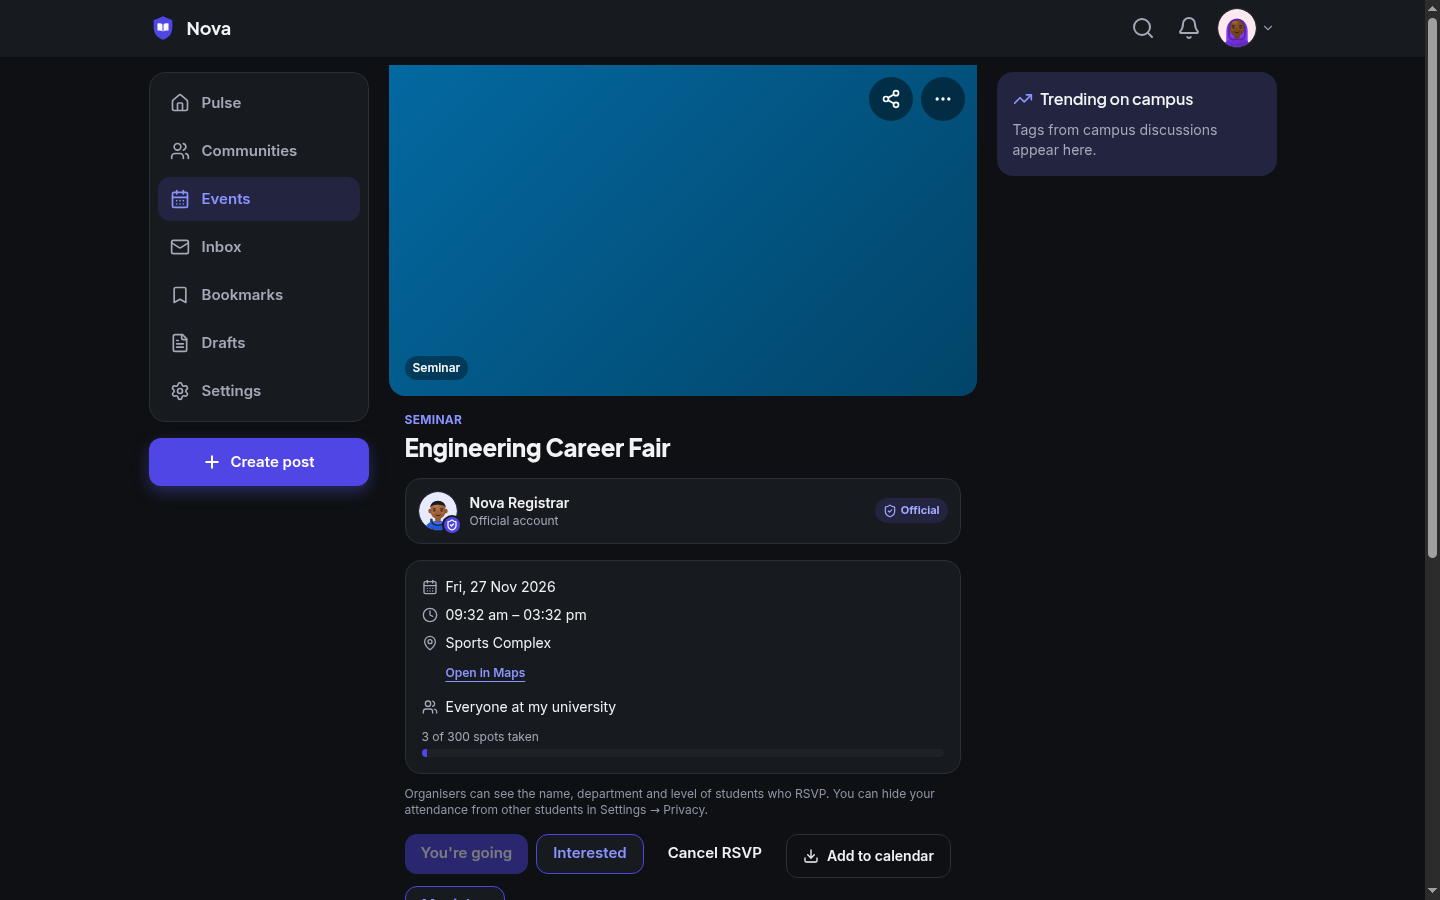 Nova
Pulse
Communities
Events
Inbox
Bookmarks
Drafts
Settings
Create post
Seminar
SEMINAR
Engineering Career Fair
Nova Registrar
Official account
Official
Fri, 27 Nov 2026
09:32 am – 03:32 pm
Sports Complex
Open in Maps
Everyone at my university
3 of 300 spots taken
Organisers can see the name, department and level of students who RSVP. You can hide your
attendance from other students in Settings → Privacy.
You're going
Interested
Cancel RSVP
Add to calendar
Trending on campus
Tags from campus discussions
appear here.